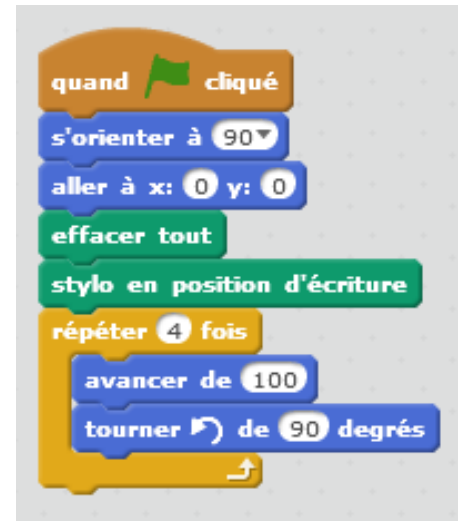 quand cliqué
s'orienter à 90
aller à x: 0 y: 0
effacer tout
stylo en position d'écriture
répéter 4 fois
avancer de 100
tourner de 90 degrés